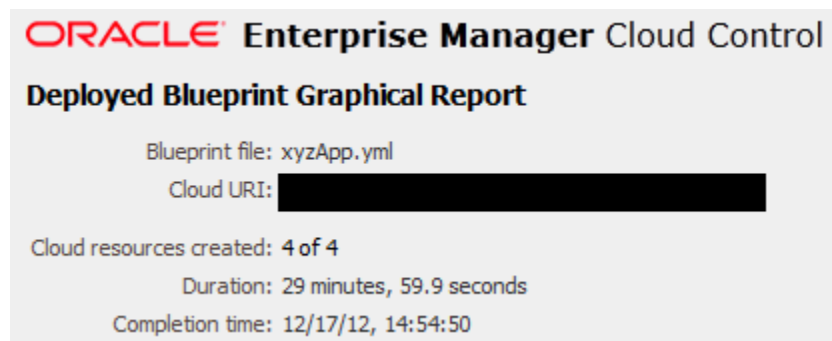 ORACLE Enterprise Manager Cloud Control
Deployed Blueprint Graphical Report
Blueprint file: xyzApp.yml
Cloud URI:
Cloud resources created: 4 of 4
Duration: 29 minutes, 59.9 seconds
Completion time: 12/17/12, 14:54:50